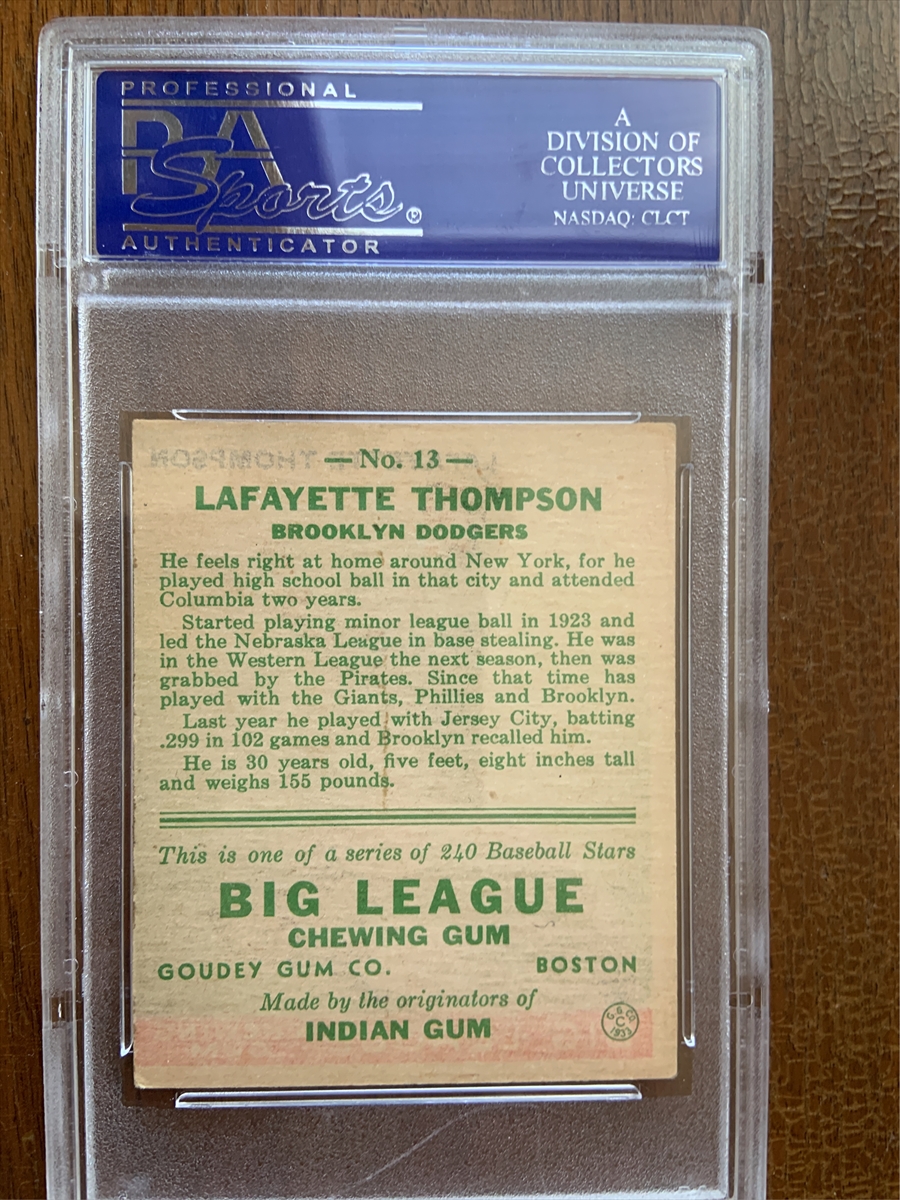 PROFESSIONAL
PSA
Sports®
AUTHENTICATOR
A
DIVISION OF
COLLECTORS
UNIVERSE
NASDAQ: CLCT
LAFAYETTE THOMPSON
— No. 13 —
LAFAYETTE THOMPSON
BROOKLYN DODGERS
He feels right at home around New York, for he
played high school ball in that city and attended
Columbia two years.
Started playing minor league ball in 1923 and
led the Nebraska League in base stealing. He was
in the Western League the next season, then was
grabbed by the Pirates. Since that time has
played with the Giants, Phillies and Brooklyn.
Last year he played with Jersey City, batting
.299 in 102 games and Brooklyn recalled him.
He is 30 years old, five feet, eight inches tall
and weighs 155 pounds.
This is one of a series of 240 Baseball Stars
BIG LEAGUE
CHEWING GUM
GOUDEY GUM CO. BOSTON
Made by the originators of
INDIAN GUM
G. G. Co.
C
1933